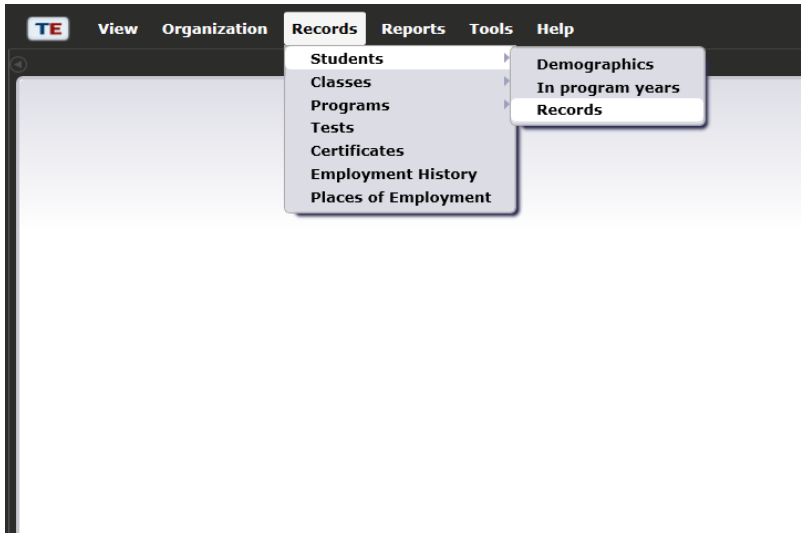 TE View Organization Records Reports Tools Help
Students
Classes
Programs
Tests
Certificates
Employment History
Places of Employment
Demographics
In program years
Records